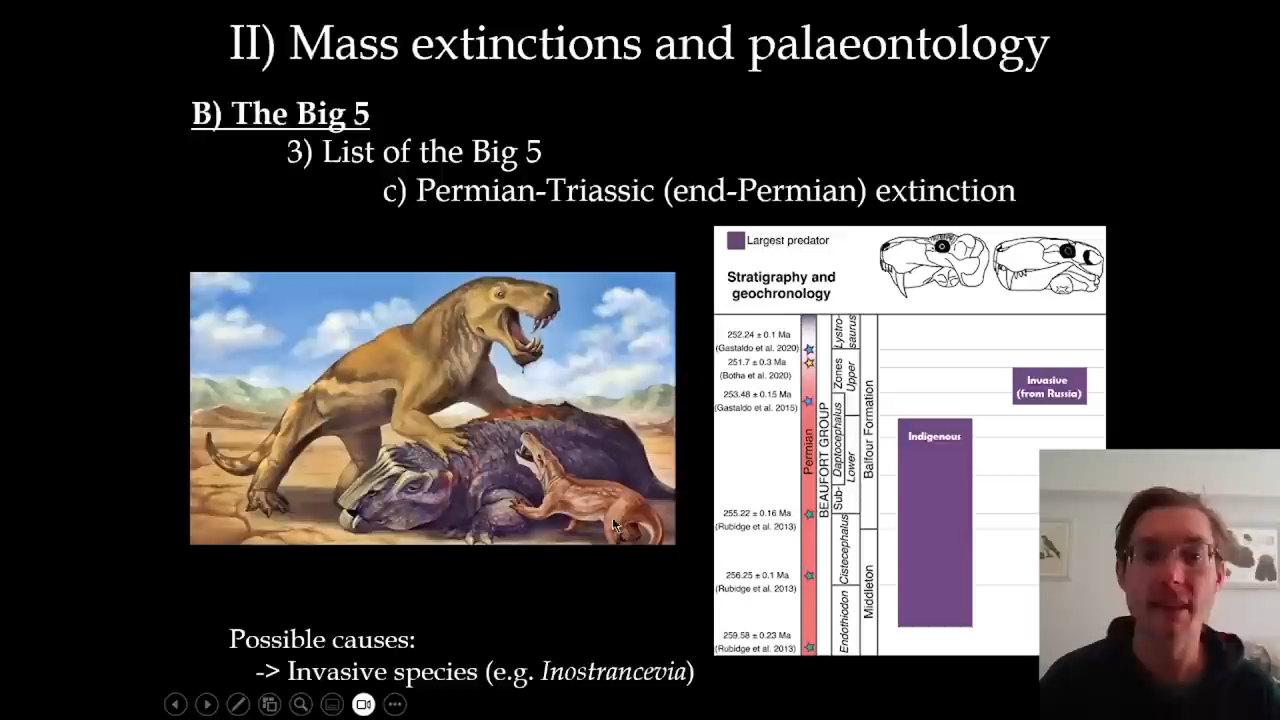 II) Mass extinctions and palaeontology
B) The Big 5
3) List of the Big 5
c) Permian-Triassic (end-Permian) extinction
Largest predator
Stratigraphy and
geochronology
252.24 ± 0.1 Ma
(Gastaldo et al. 2020)
251.7 ± 0.3 Ma
(Botha et al. 2020)
253.48 ± 0.15 Ma
(Gastaldo et al. 2015)
255.22 ± 0.16 Ma
(Rubidge et al. 2013)
256.25 ± 0.1 Ma
(Rubidge et al. 2013)
259.58 ± 0.23 Ma
(Rubidge et al. 2013)
Permian
BEAUFORT GROUP
Sub-
Zones
Lystro-
saurus
Upper
Daptocephalus
Lower
Cistecephalus
Endothiodon
Balfour Formation
Middleton
Indigenous
Invasive
(from Russia)
Possible causes:
-> Invasive species (e.g. Inostrancevia)